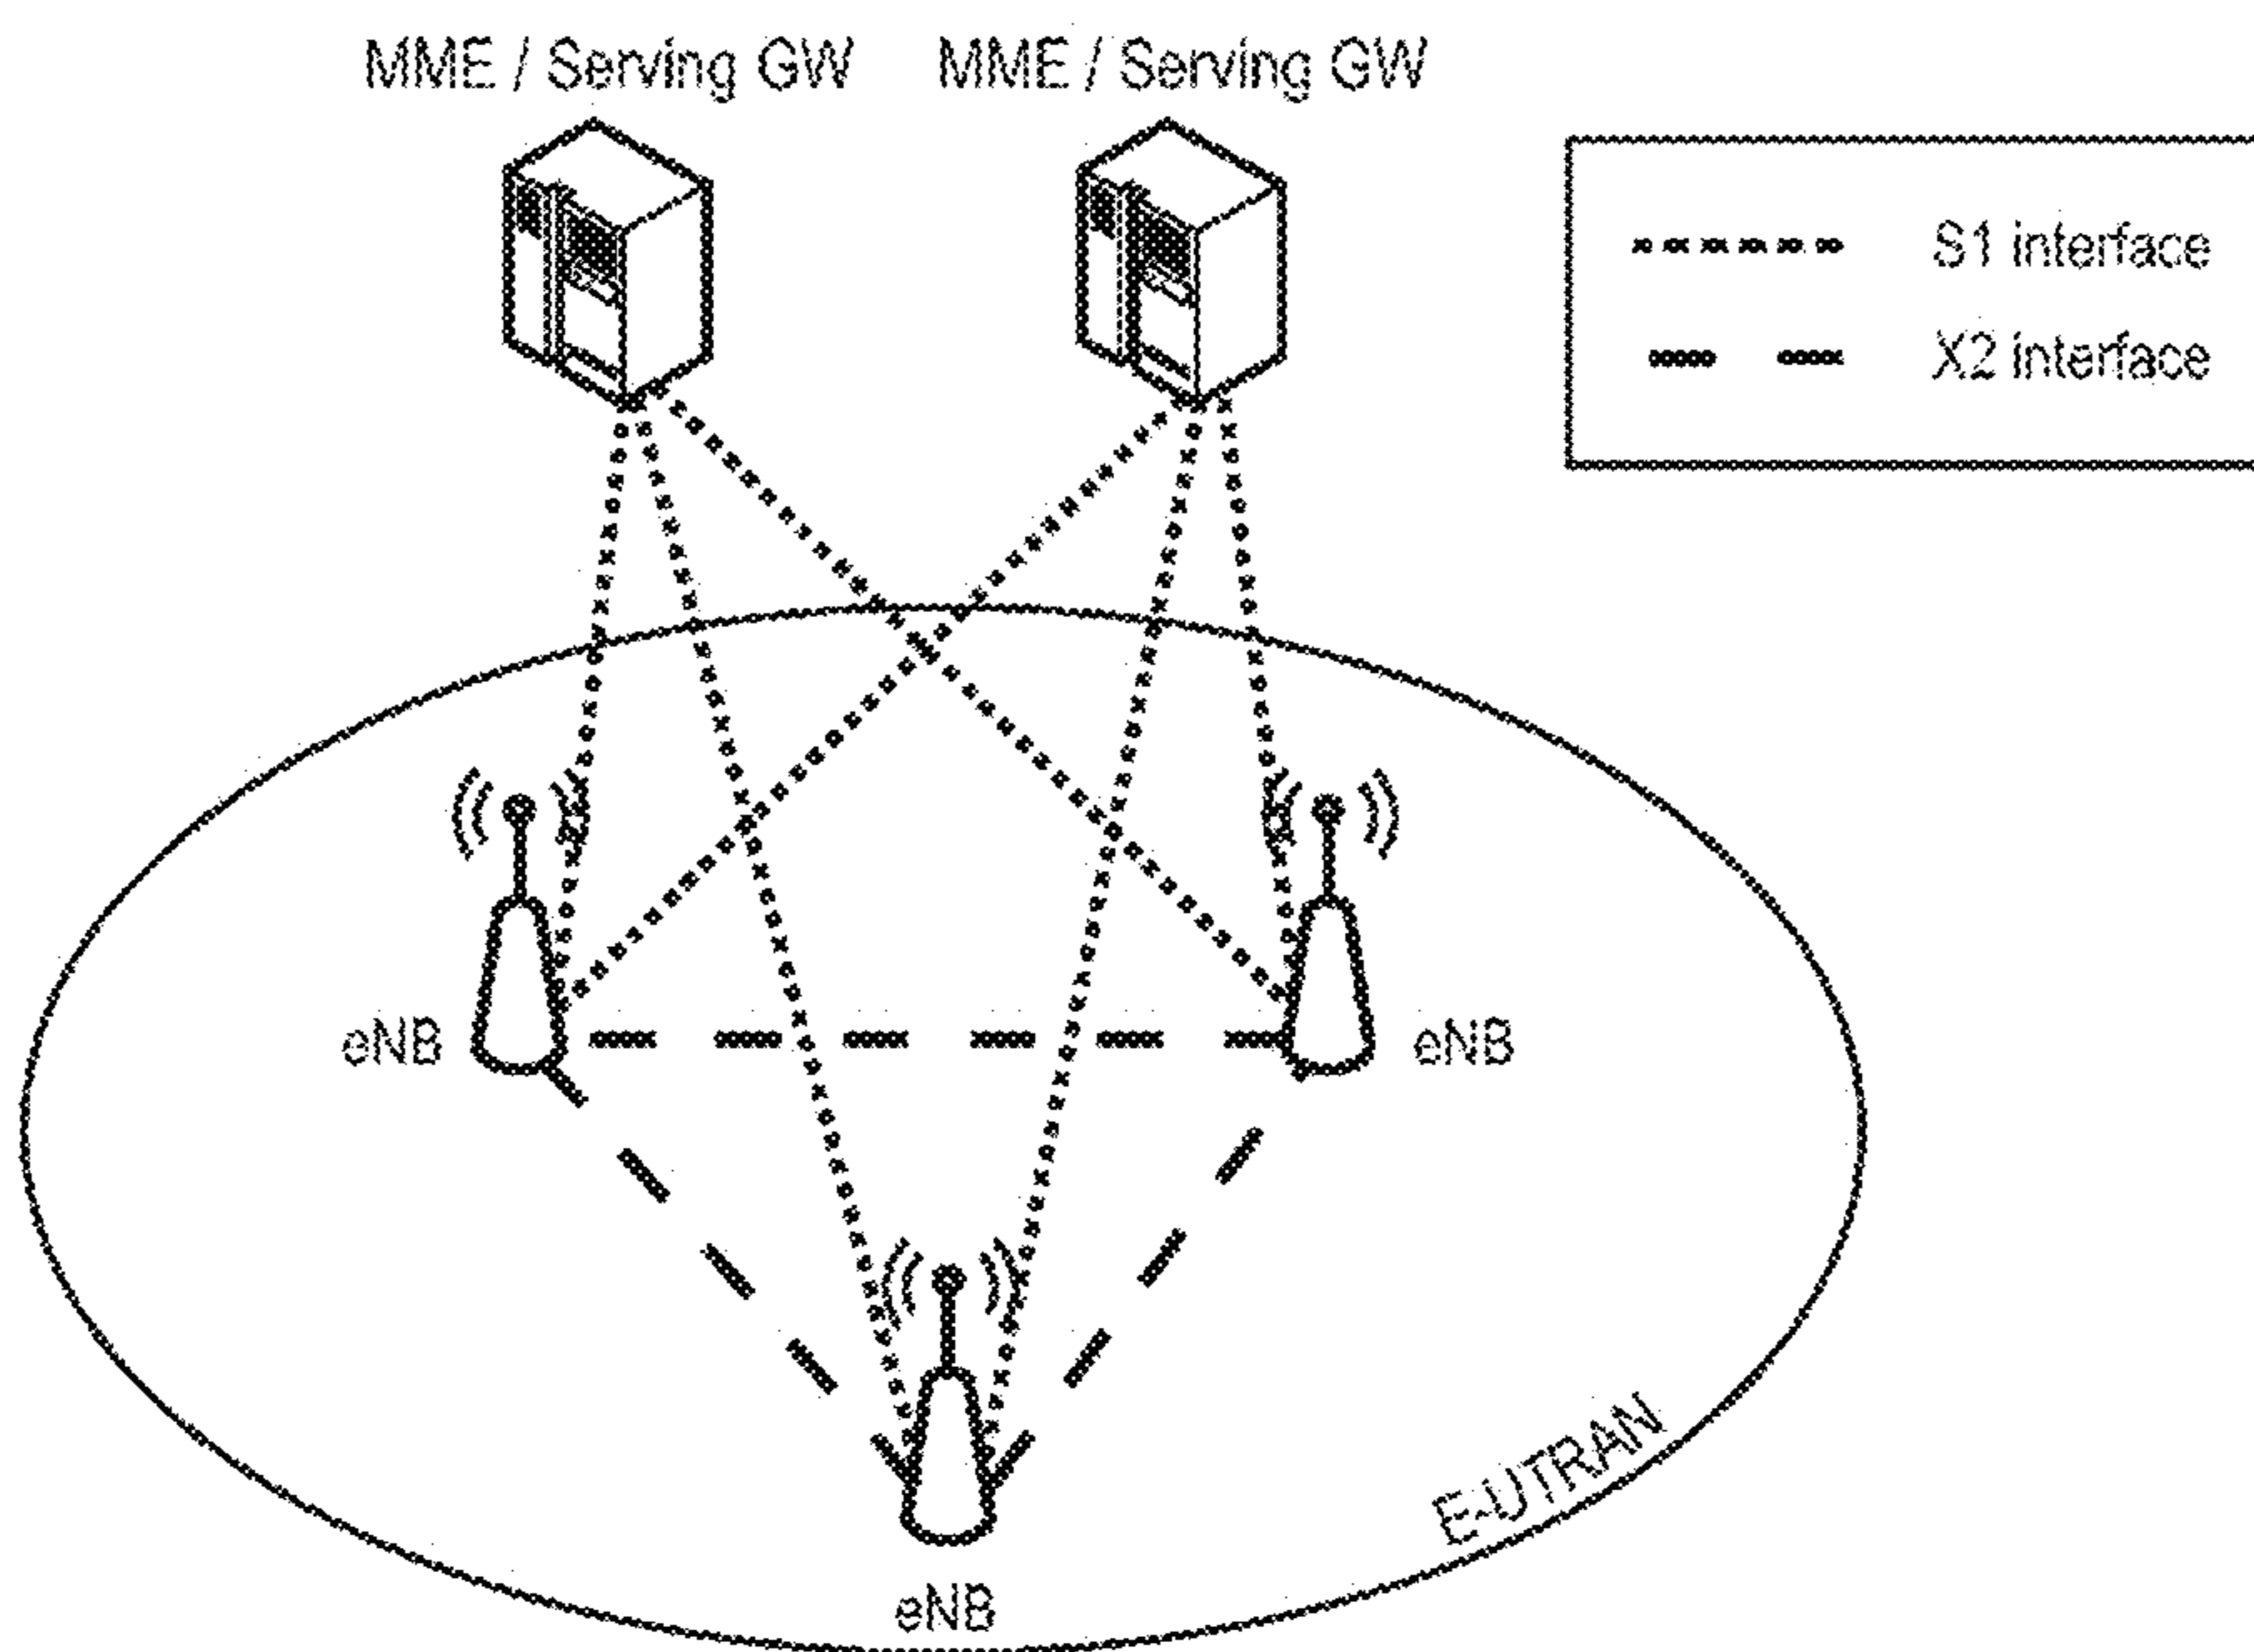 MME / Serving GW
MME / Serving GW
S1 interface
X2 interface
eNB
eNB
E-UTRAN
eNB